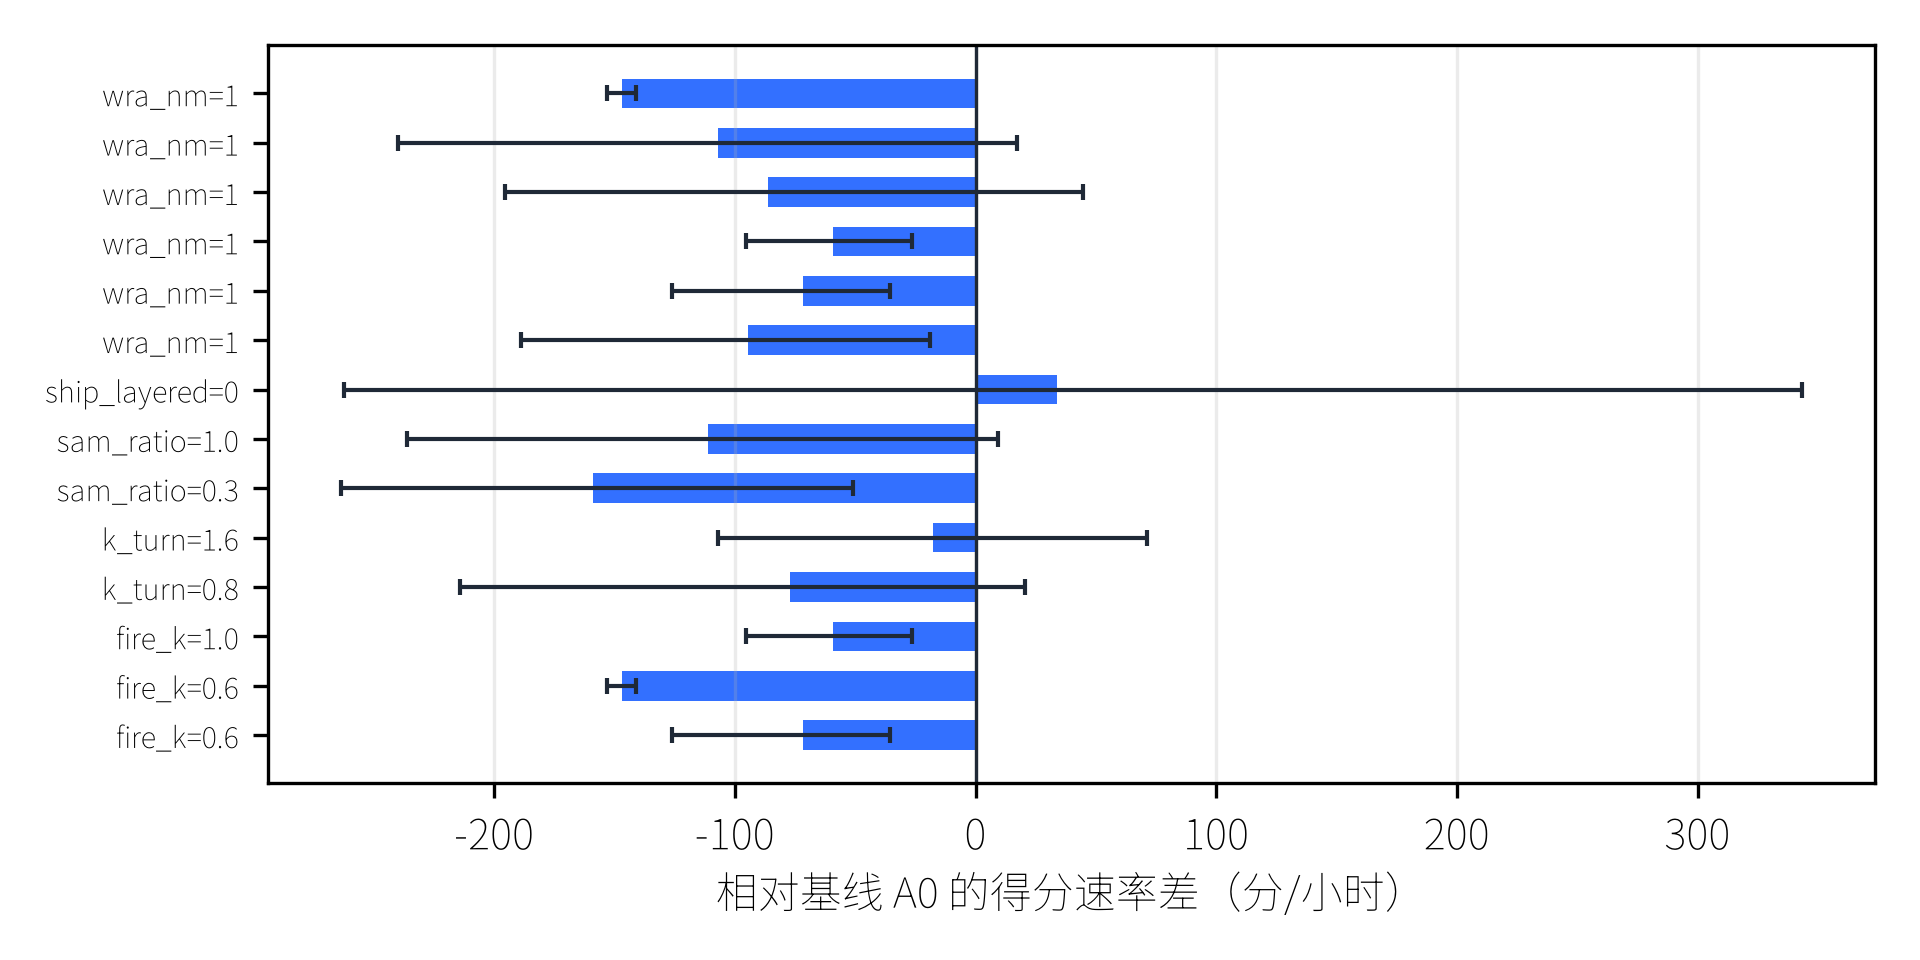 wra_nm=1
wra_nm=1
wra_nm=1
wra_nm=1
wra_nm=1
wra_nm=1
ship_layered=0
sam_ratio=1.0
sam_ratio=0.3
k_turn=1.6
k_turn=0.8
fire_k=1.0
fire_k=0.6
fire_k=0.6
-200 -100 0 100 200 300
相对基线 A0 的得分速率差（分/小时）